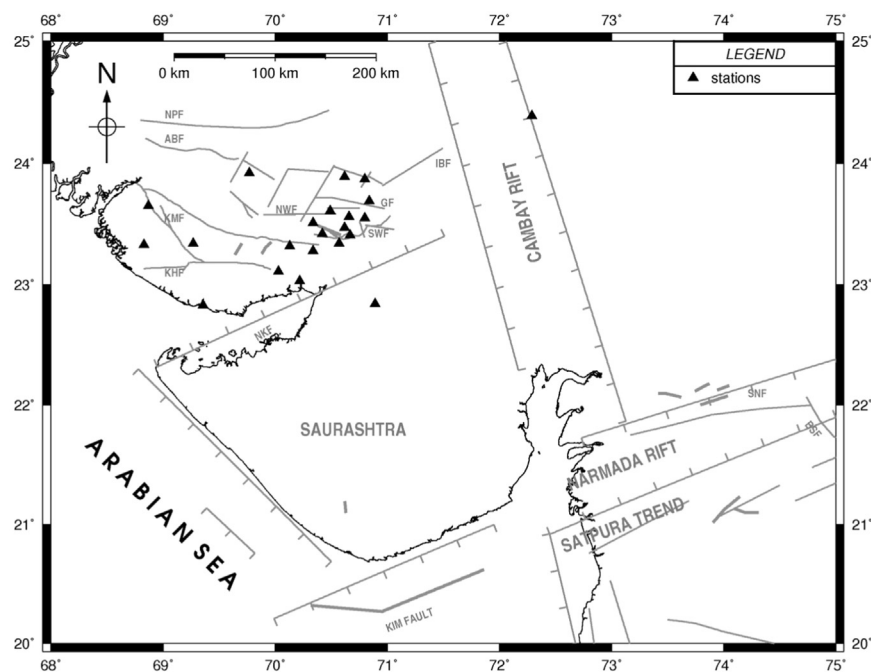 68 69 70 71 72 73 74 75
25˚ 25˚
LEGEND
stations
0 km 100 km 200 km
N
NPF
ABF
24˚ 24˚
IBF
CAMBAY RIFT
GF
NWF
KMF
SWF
23˚ 23˚
KHF
NKF
22˚ 22˚
SNF
BSF
SAURASHTRA
NARMADA RIFT
ARABIAN SEA
SATPURA TREND
21˚ 21˚
KIM FAULT
20˚ 20˚
68 69 70 71 72 73 74 75